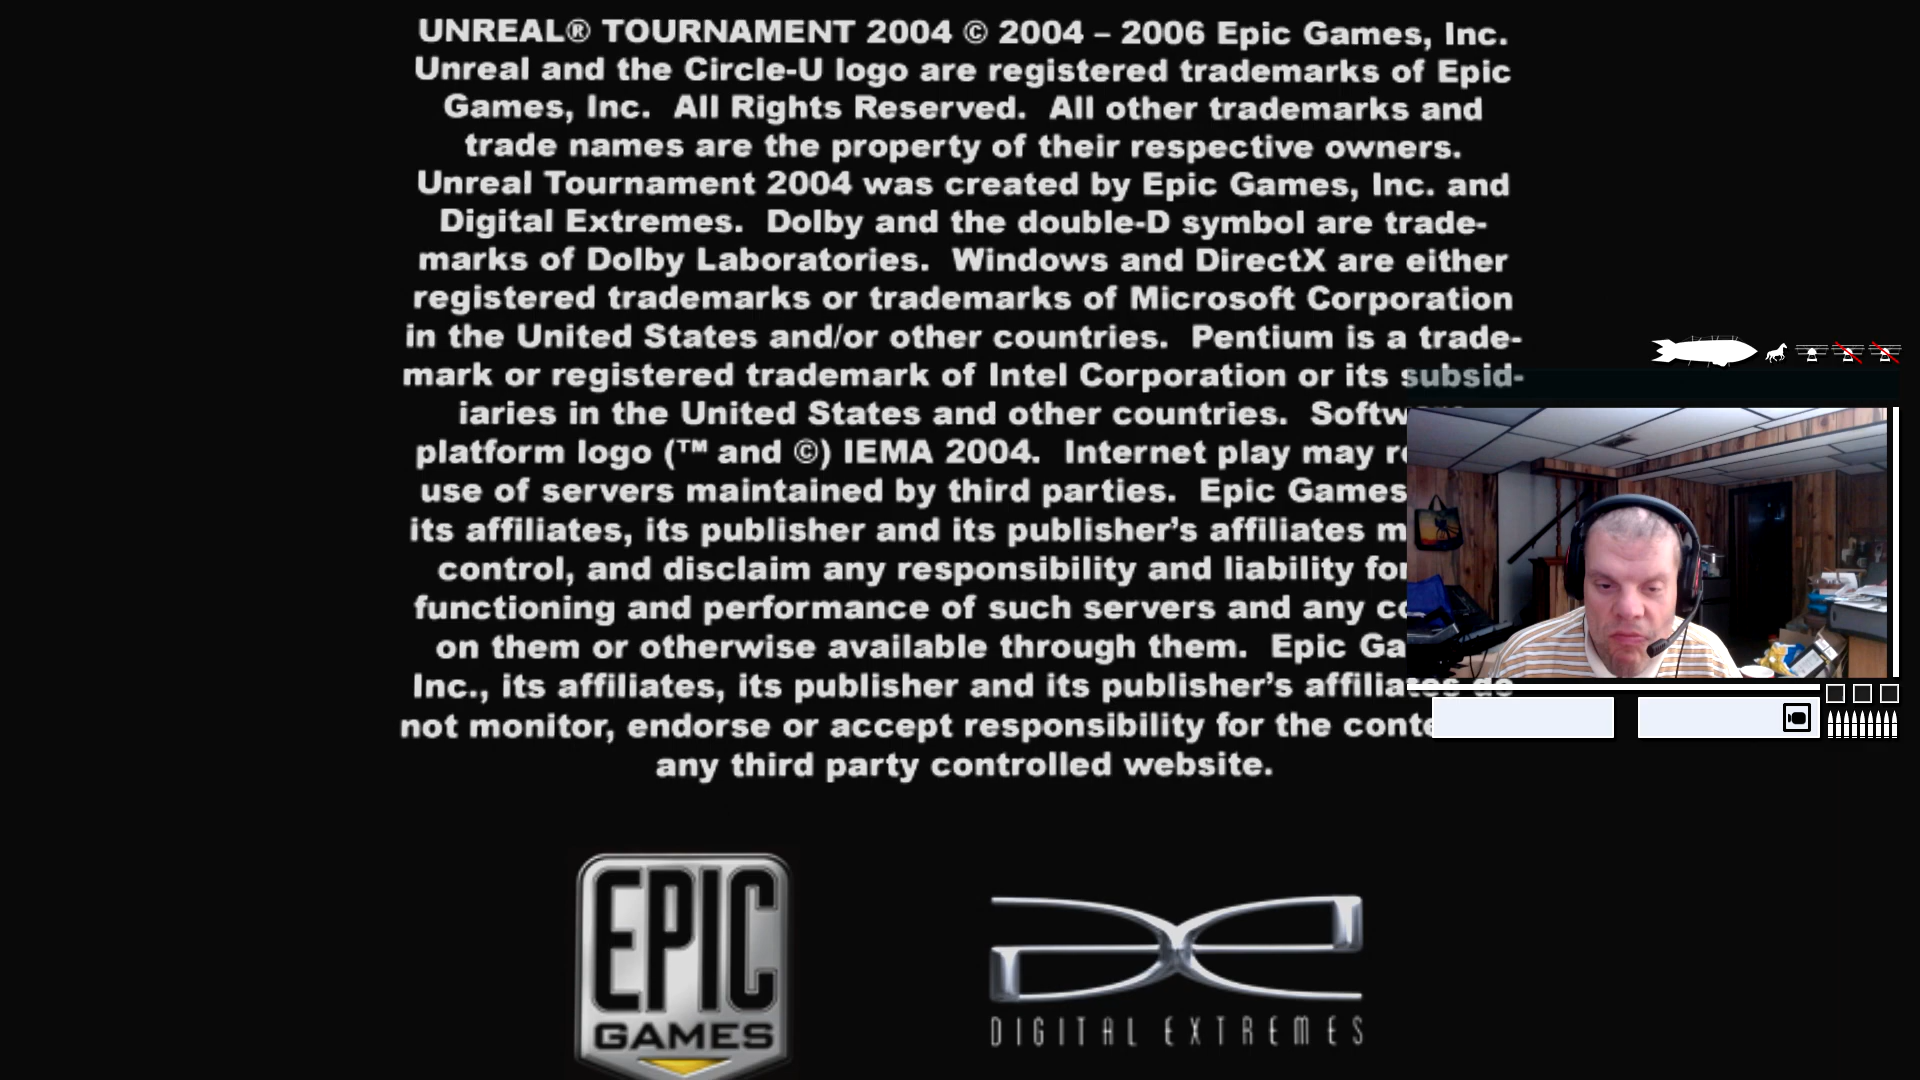 UNREAL® TOURNAMENT 2004 © 2004 – 2006 Epic Games, Inc.
Unreal and the Circle-U logo are registered trademarks of Epic
Games, Inc. All Rights Reserved. All other trademarks and
trade names are the property of their respective owners.
Unreal Tournament 2004 was created by Epic Games, Inc. and
Digital Extremes. Dolby and the double-D symbol are trade-
marks of Dolby Laboratories. Windows and DirectX are either
registered trademarks or trademarks of Microsoft Corporation
in the United States and/or other countries. Pentium is a trade-
mark or registered trademark of Intel Corporation or its subsid-
iaries in the United States and other countries.
platform logo (™ and ©) IEMA 2004. Internet play may
use of servers maintained by third parties. Epic Games
its affiliates, its publisher and its publisher’s affiliates
control, and disclaim any responsibility and liability for
functioning and performance of such servers and any
on them or otherwise available through them. Epic
Inc., its affiliates, its publisher and its publisher’s affiliates do
not monitor, endorse or accept responsibility for the
any third party controlled website.
EPIC
GAMES
DIGITAL EXTREMES